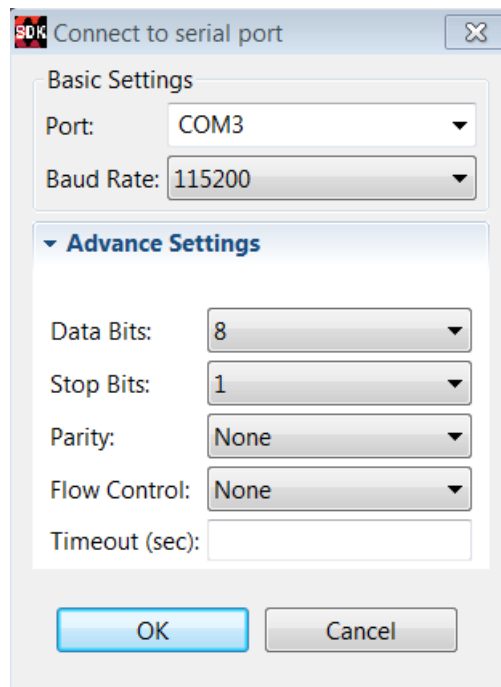 SDK Connect to serial port
Basic Settings
Port: COM3
Baud Rate: 115200
Advance Settings
Data Bits: 8
Stop Bits: 1
Parity: None
Flow Control: None
Timeout (sec):
OK Cancel